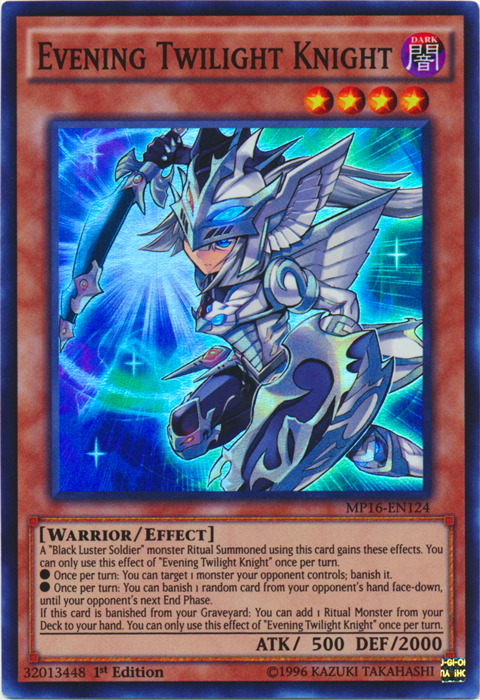 EVENING TWILIGHT KNIGHT
DARK
闇
MP16-EN124
[WARRIOR/EFFECT]
A "Black Luster Soldier" monster Ritual Summoned using this card gains these effects. You
can only use this effect of "Evening Twilight Knight" once per turn.
● Once per turn: You can target 1 monster your opponent controls; banish it.
● Once per turn: You can banish 1 random card from your opponent's hand face-down,
until your opponent's next End Phase.
If this card is banished from your Graveyard: You can add 1 Ritual Monster from your
Deck to your hand. You can only use this effect of "Evening Twilight Knight" once per turn.
ATK/ 500 DEF/2000
32013448 1st Edition ©1996 KAZUKI TAKAHASHI